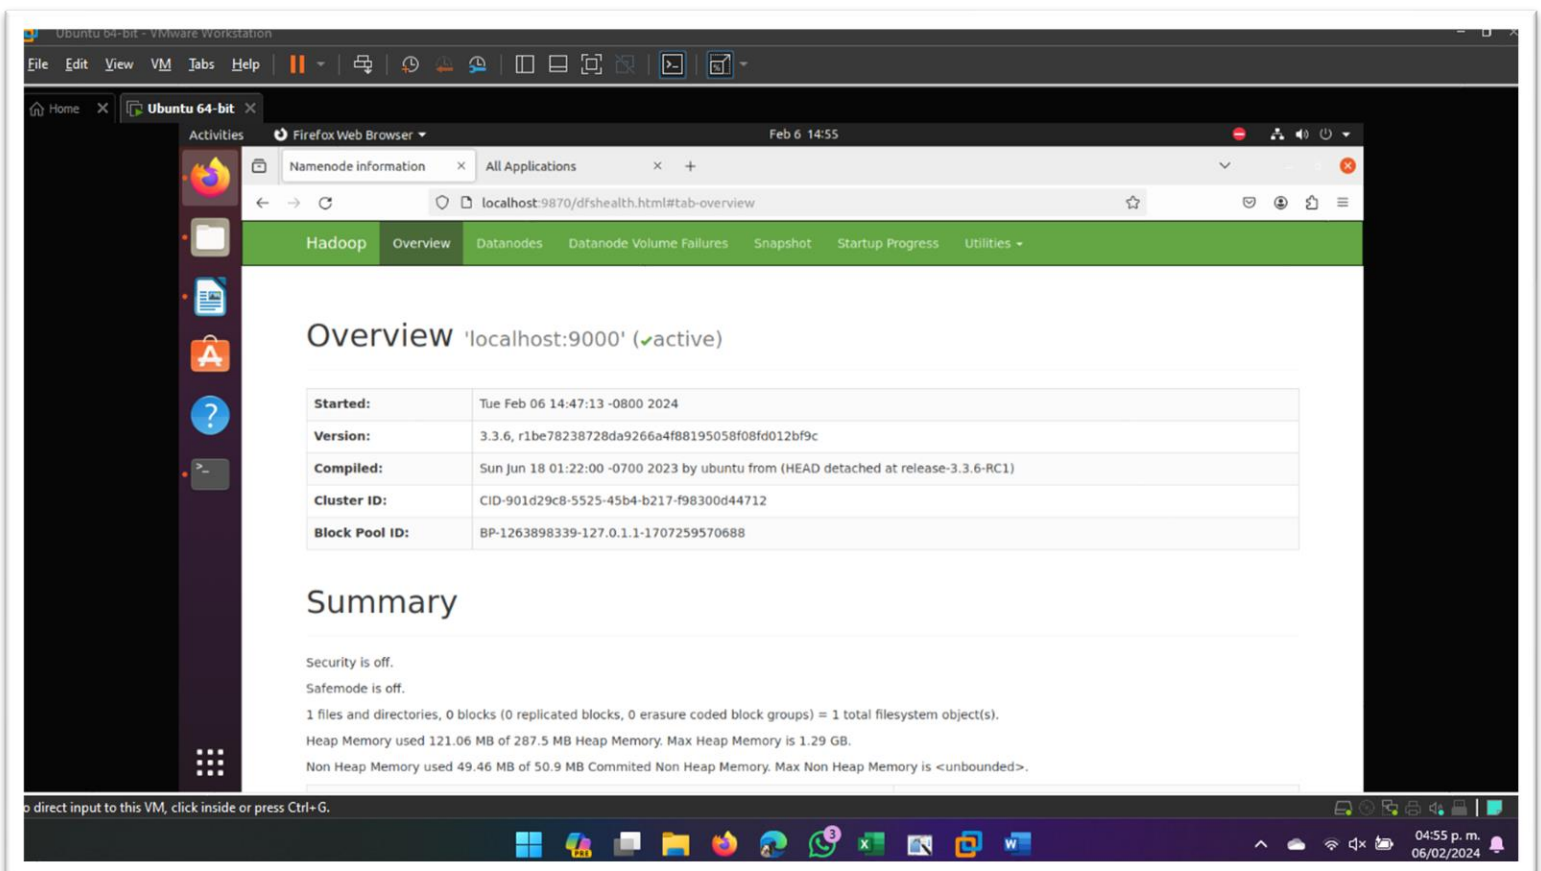 Ubuntu 64-bit - VMware Workstation
File Edit View VM Tabs Help
Home Ubuntu 64-bit
Activities Firefox Web Browser Feb 6 14:55
Namenode information All Applications
localhost:9870/dfshealth.html#tab-overview
Hadoop Overview Datanodes Datanode Volume Failures Snapshot Startup Progress Utilities
Overview 'localhost:9000' (✔active)
Started: Tue Feb 06 14:47:13 -0800 2024
Version: 3.3.6, r1be78238728da9266a4f88195058f08fd012bf9c
Compiled: Sun Jun 18 01:22:00 -0700 2023 by ubuntu from (HEAD detached at release-3.3.6-RC1)
Cluster ID: CID-901d29c8-5525-45b4-b217-f98300d44712
Block Pool ID: BP-1263898339-127.0.1.1-1707259570688
Summary
Security is off.
Safemode is off.
1 files and directories, 0 blocks (0 replicated blocks, 0 erasure coded block groups) = 1 total filesystem object(s).
Heap Memory used 121.06 MB of 287.5 MB Heap Memory. Max Heap Memory is 1.29 GB.
Non Heap Memory used 49.46 MB of 50.9 MB Commited Non Heap Memory. Max Non Heap Memory is <unbounded>.
o direct input to this VM, click inside or press Ctrl+G.
PRE 3 04:55 p. m.
06/02/2024